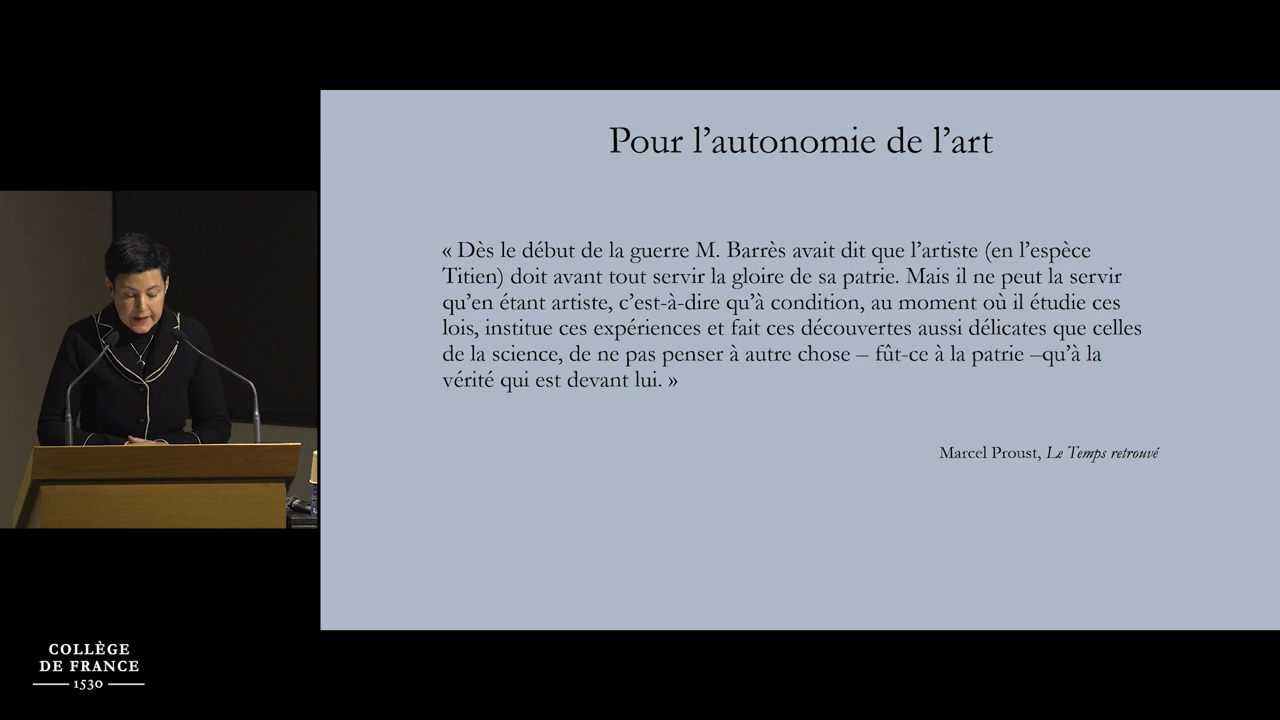 Pour l’autonomie de l’art
« Dès le début de la guerre M. Barrès avait dit que l’artiste (en l’espèce
Titien) doit avant tout servir la gloire de sa patrie. Mais il ne peut la servir
qu’en étant artiste, c’est-à-dire qu’à condition, au moment où il étudie ces
lois, institue ces expériences et fait ces découvertes aussi délicates que celles
de la science, de ne pas penser à autre chose – fût-ce à la patrie –qu’à la
vérité qui est devant lui. »
Marcel Proust, Le Temps retrouvé
COLLÈGE
DE FRANCE
1530